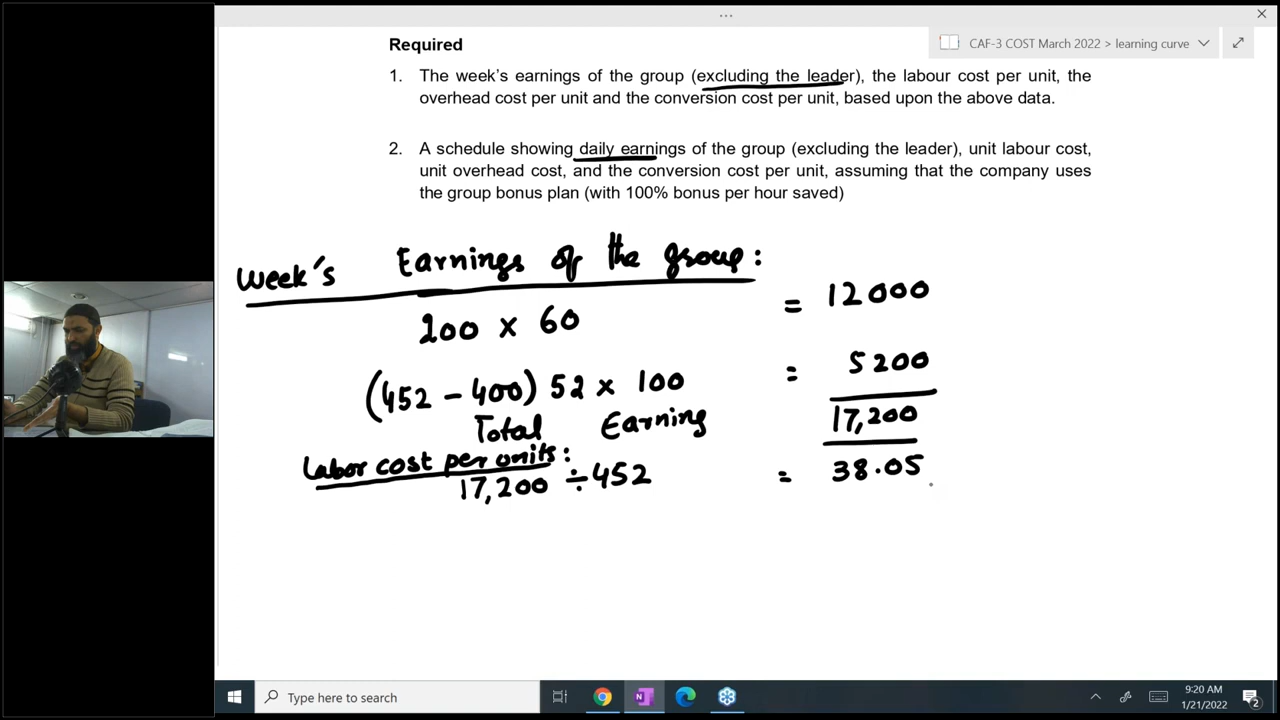 Required
CAF-3 COST March 2022 > learning curve
1. The week's earnings of the group (excluding the leader), the labour cost per unit, the
overhead cost per unit and the conversion cost per unit, based upon the above data.
2. A schedule showing daily earnings of the group (excluding the leader), unit labour cost,
unit overhead cost, and the conversion cost per unit, assuming that the company uses
the group bonus plan (with 100% bonus per hour saved)
Week's Earnings of the group:
200 x 60 = 12000
(452 - 400) 52 x 100 = 5200
Total Earning 17,200
Labor cost per units:
17,200 ÷ 452 = 38.05
Type here to search
9:20 AM
1/21/2022
2